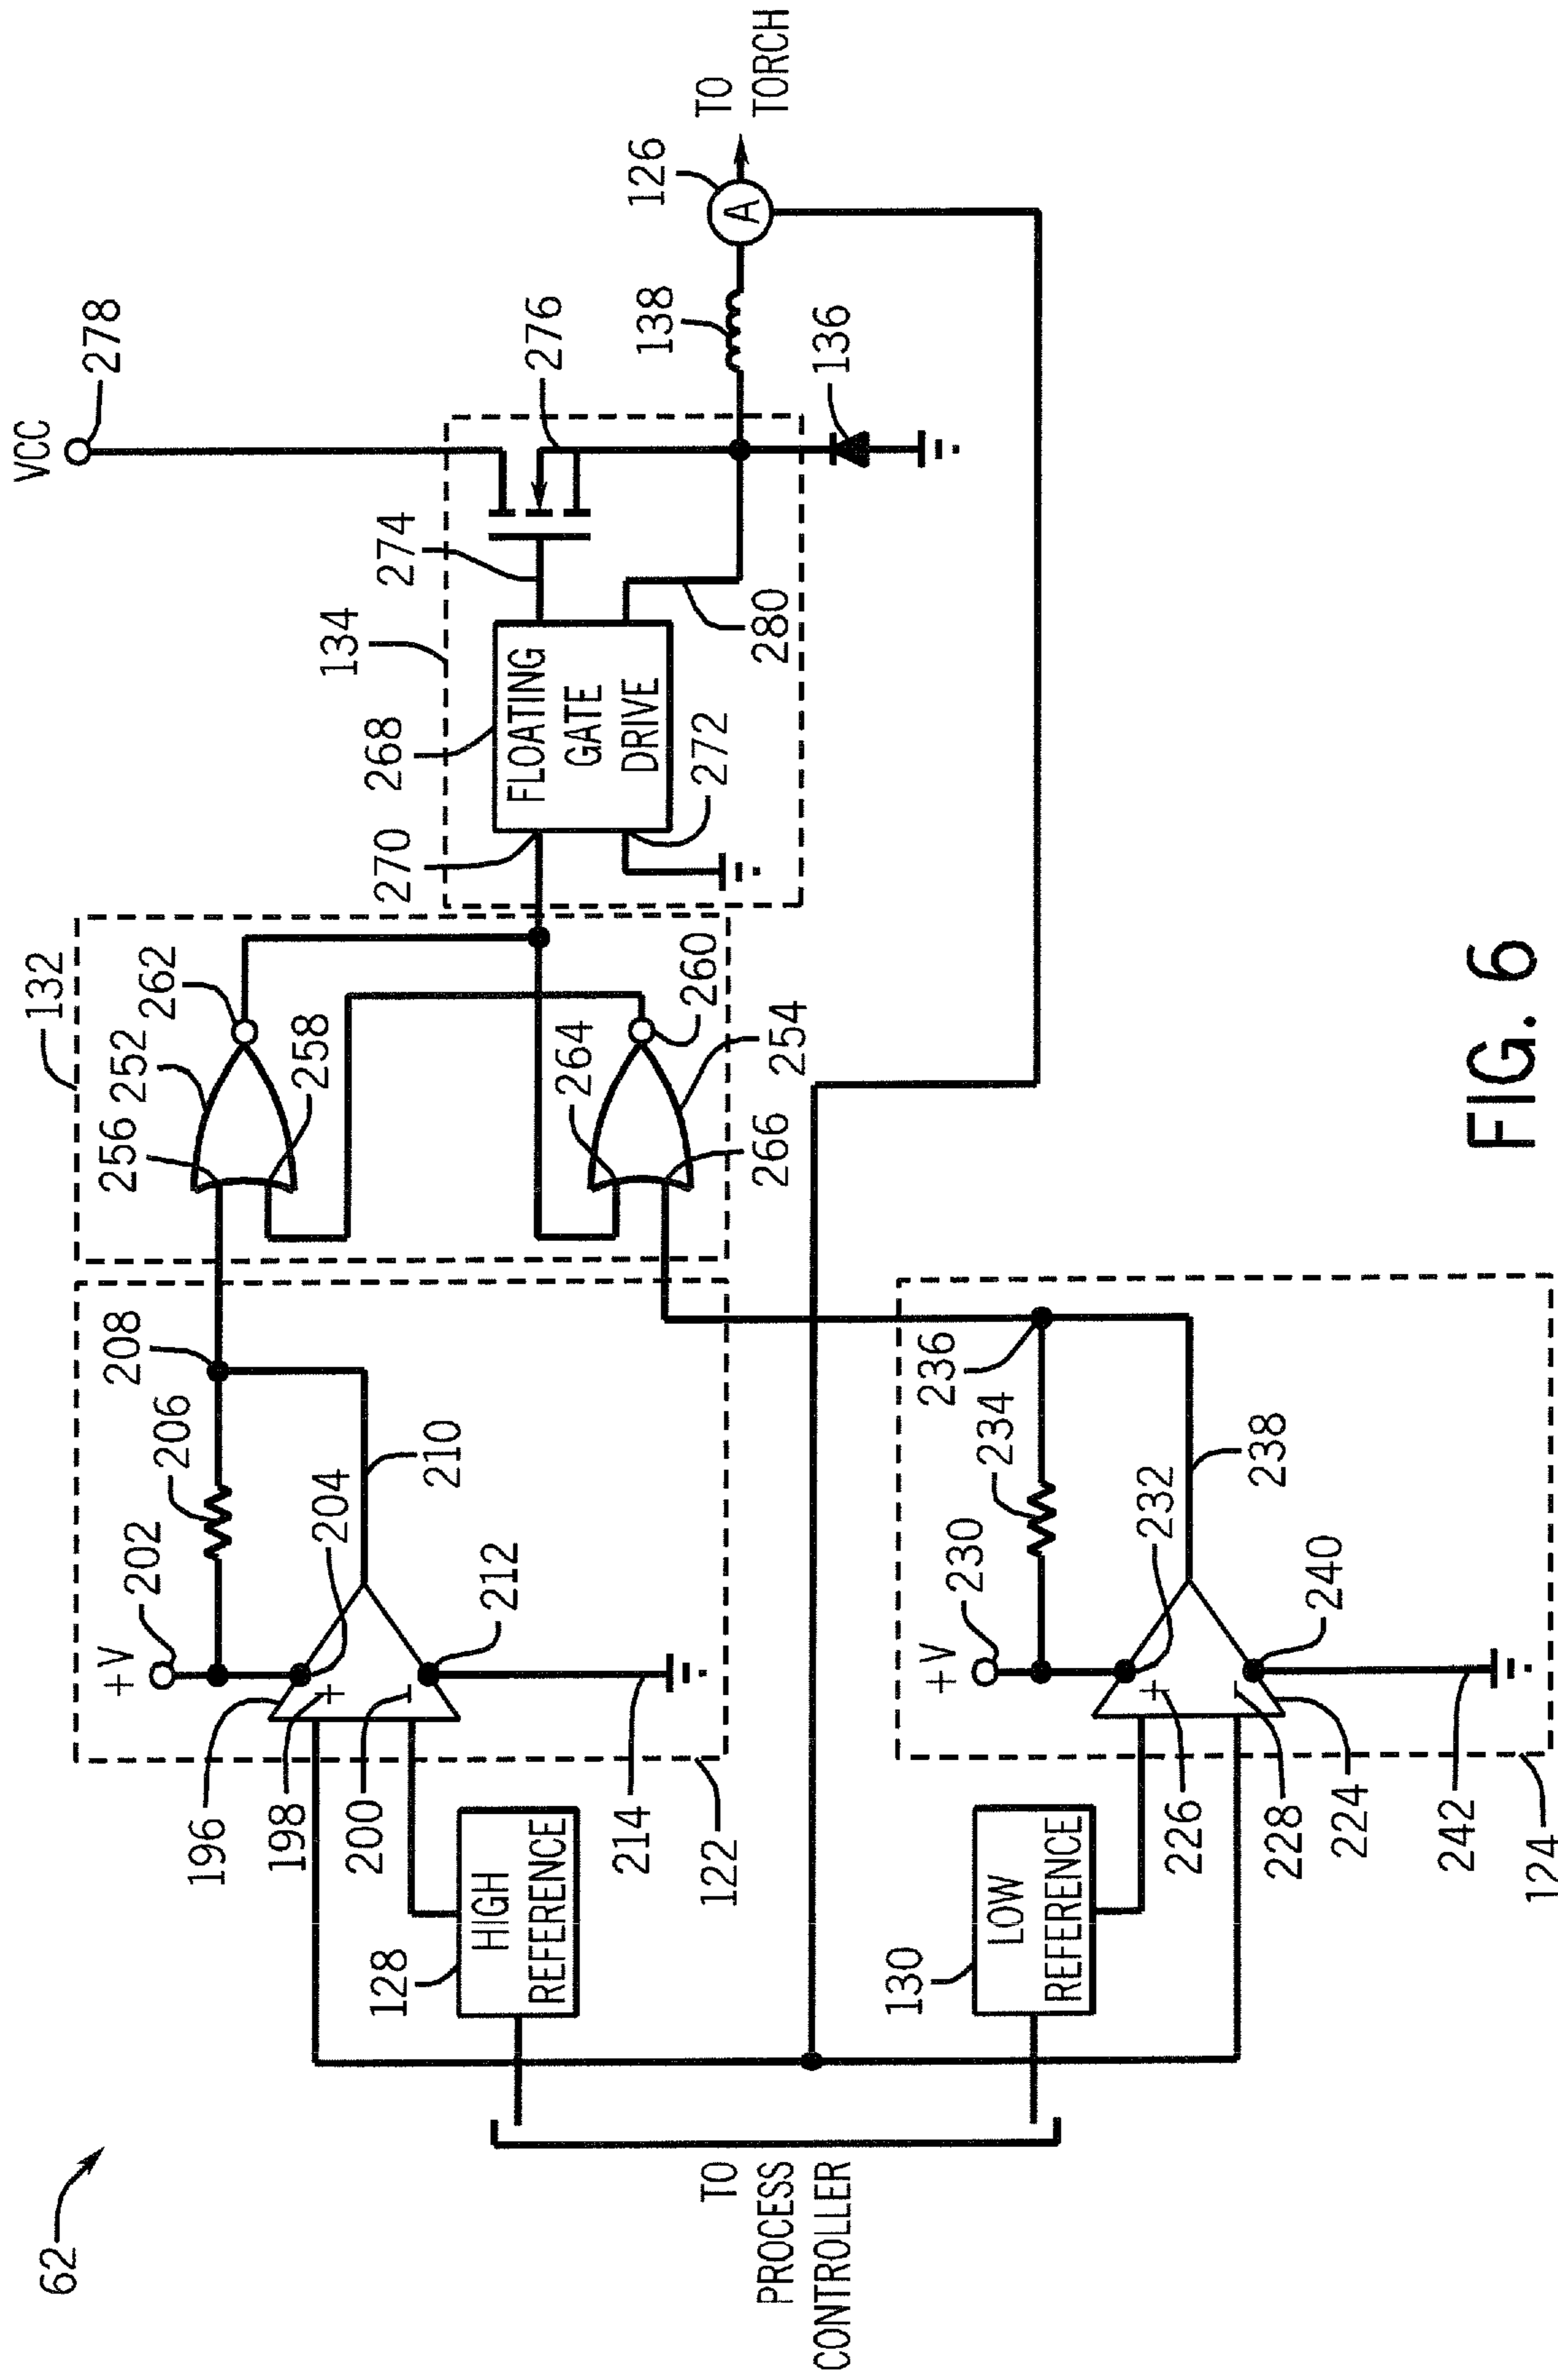 62
TO
PROCESS
CONTROLLER
VCC
278
132
134
122
124
+V
202
206
208
204
210
212
214
196
198
+
200
-
128
HIGH
REFERENCE
256
252
262
258
264
260
254
266
270
268
FLOATING
GATE
DRIVE
272
274
276
280
138
136
126
A
TO
TORCH
130
LOW
REFERENCE
+V
230
234
236
232
238
240
242
226
+
228
-
224
FIG. 6